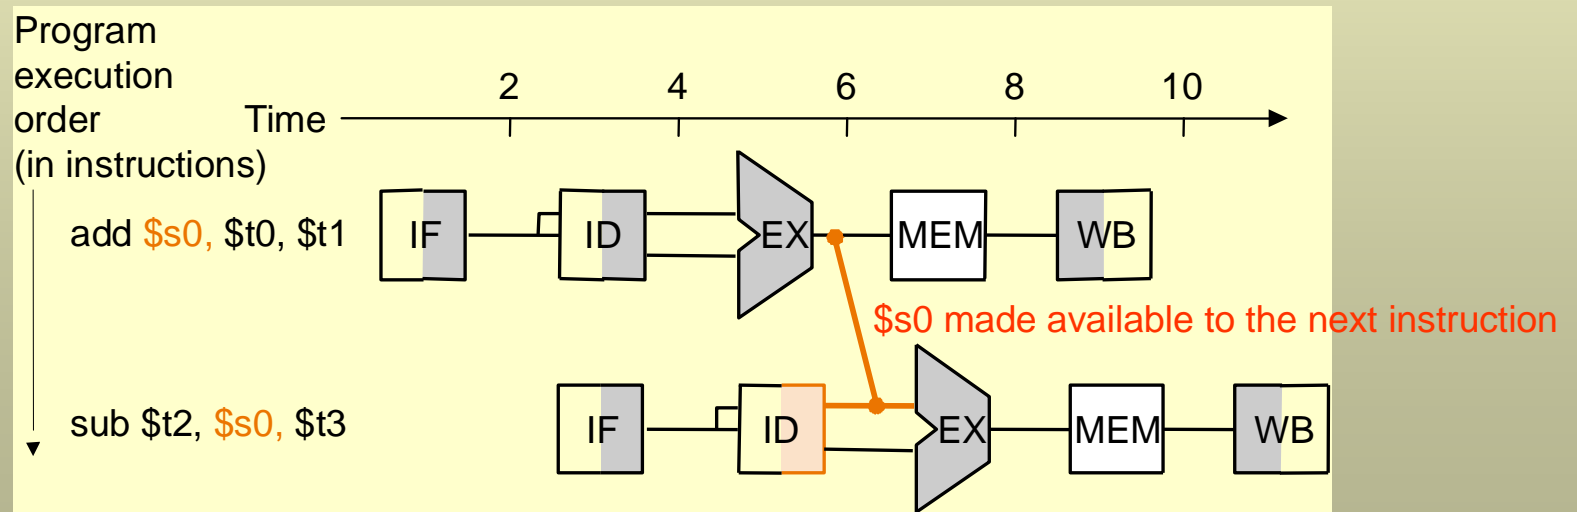 Program
execution
order Time
(in instructions)
2 4 6 8 10
add $s0, $t0, $t1 IF ID EX MEM WB
$s0 made available to the next instruction
sub $t2, $s0, $t3 IF ID EX MEM WB